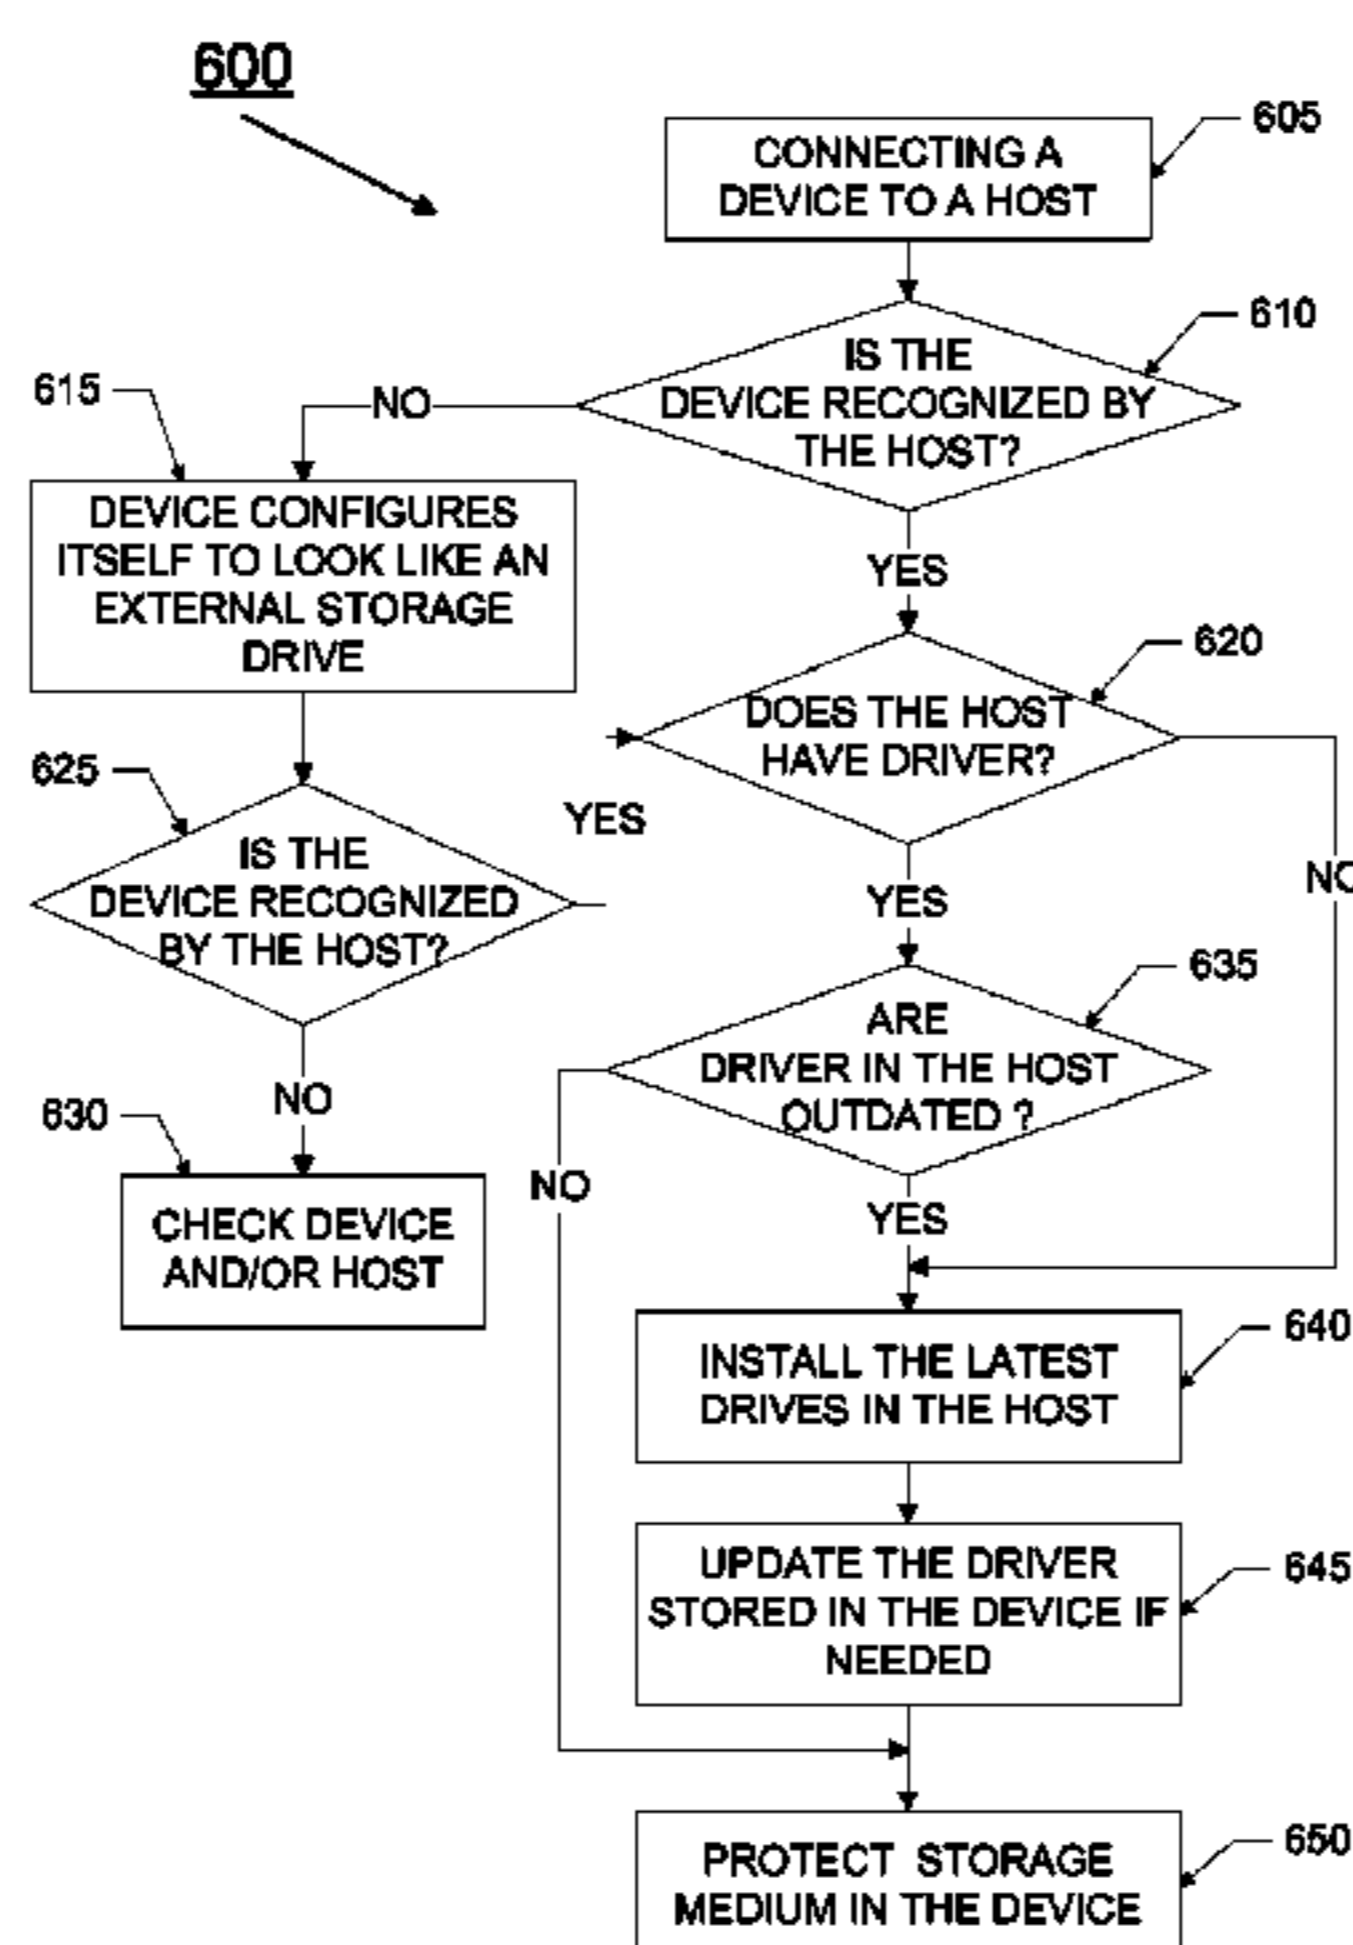 600
605
CONNECTING A
DEVICE TO A HOST
610
IS THE
DEVICE RECOGNIZED BY
THE HOST?
NO
615
DEVICE CONFIGURES
ITSELF TO LOOK LIKE AN
EXTERNAL STORAGE
DRIVE
YES
620
DOES THE HOST
HAVE DRIVER?
625
YES
IS THE
DEVICE RECOGNIZED
BY THE HOST?
NO
YES
635
ARE
DRIVER IN THE HOST
OUTDATED ?
NO
630
CHECK DEVICE
AND/OR HOST
NO
YES
640
INSTALL THE LATEST
DRIVES IN THE HOST
645
UPDATE THE DRIVER
STORED IN THE DEVICE IF
NEEDED
650
PROTECT STORAGE
MEDIUM IN THE DEVICE